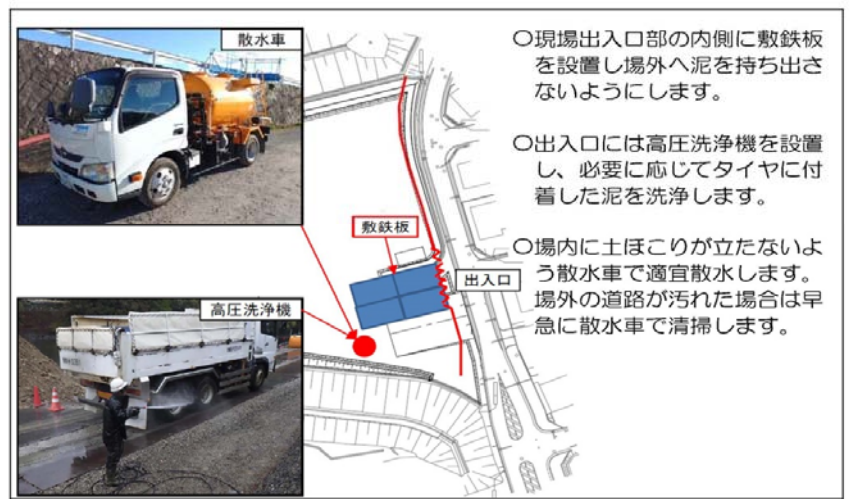 散水車
敷鉄板
出入口
高圧洗浄機
〇現場出入口部の内側に敷鉄板
を設置し場外へ泥を持ち出さ
ないようにします。
〇出入口には高圧洗浄機を設置
し、必要に応じてタイヤに付
着した泥を洗浄します。
〇場内に土ほこりが立たないよ
う散水車で適宜散水します。
場外の道路が汚れた場合は早
急に散水車で清掃します。